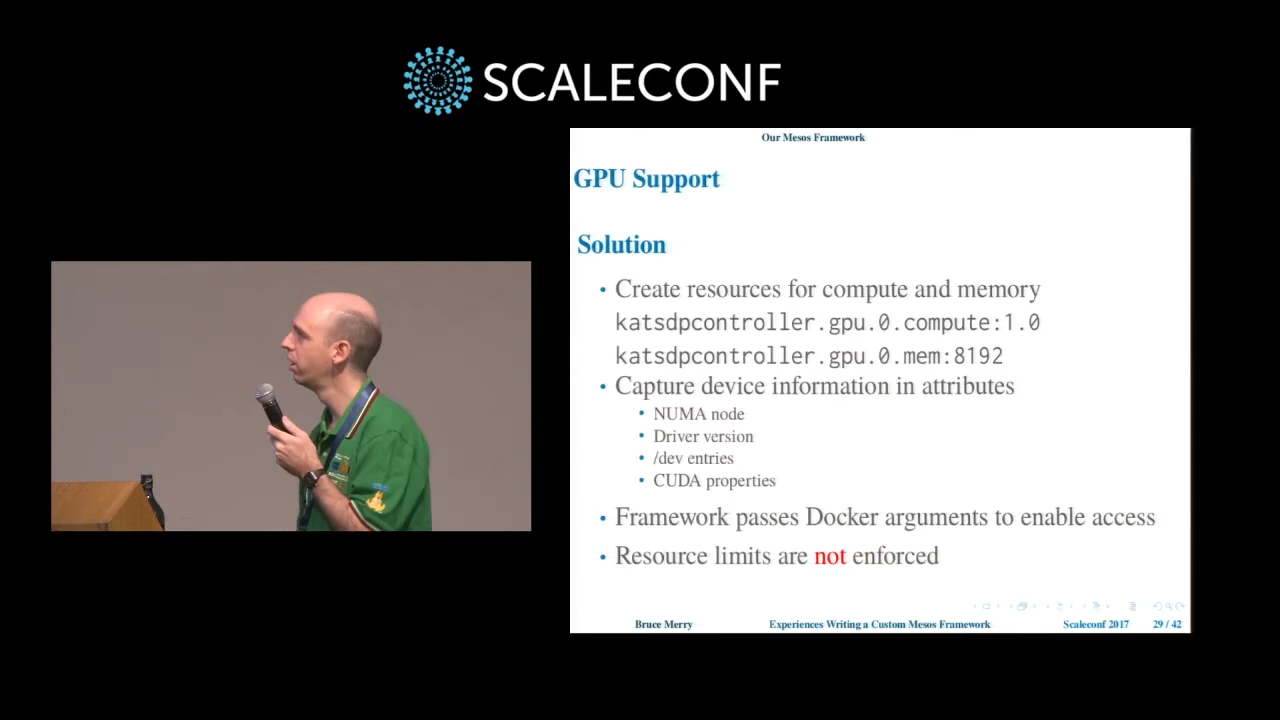 SCALECONF
Our Mesos Framework
GPU Support
Solution
• Create resources for compute and memory
katsdpcontroller.gpu.0.compute:1.0
katsdpcontroller.gpu.0.mem:8192
• Capture device information in attributes
• NUMA node
• Driver version
• /dev entries
• CUDA properties
• Framework passes Docker arguments to enable access
• Resource limits are not enforced
Bruce Merry Experiences Writing a Custom Mesos Framework Scaleconf 2017 29 / 42